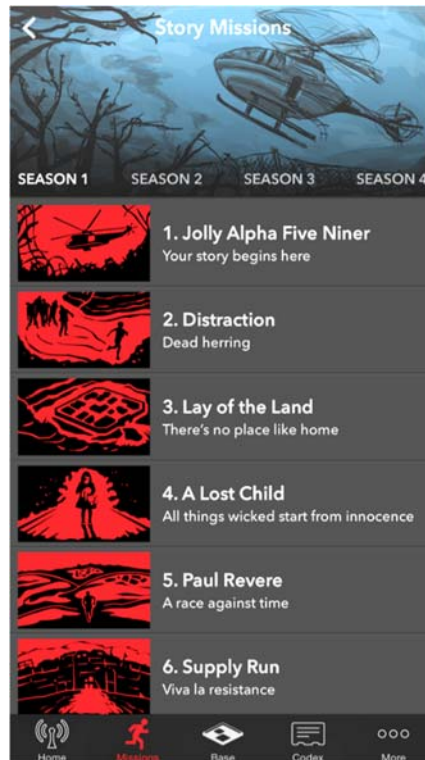 Story Missions
SEASON 1 SEASON 2 SEASON 3 SEASON 4
1. Jolly Alpha Five Niner
Your story begins here
2. Distraction
Dead herring
3. Lay of the Land
There's no place like home
4. A Lost Child
All things wicked start from innocence
5. Paul Revere
A race against time
6. Supply Run
Viva la resistance
Home Missions Base Codex More